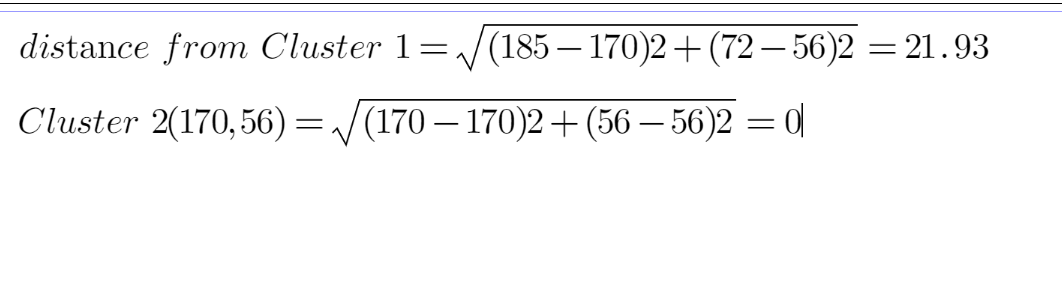 distance from Cluster 1 = √(185 − 170)2 + (72 − 56)2 = 21.93
Cluster 2(170, 56) = √(170 − 170)2 + (56 − 56)2 = 0